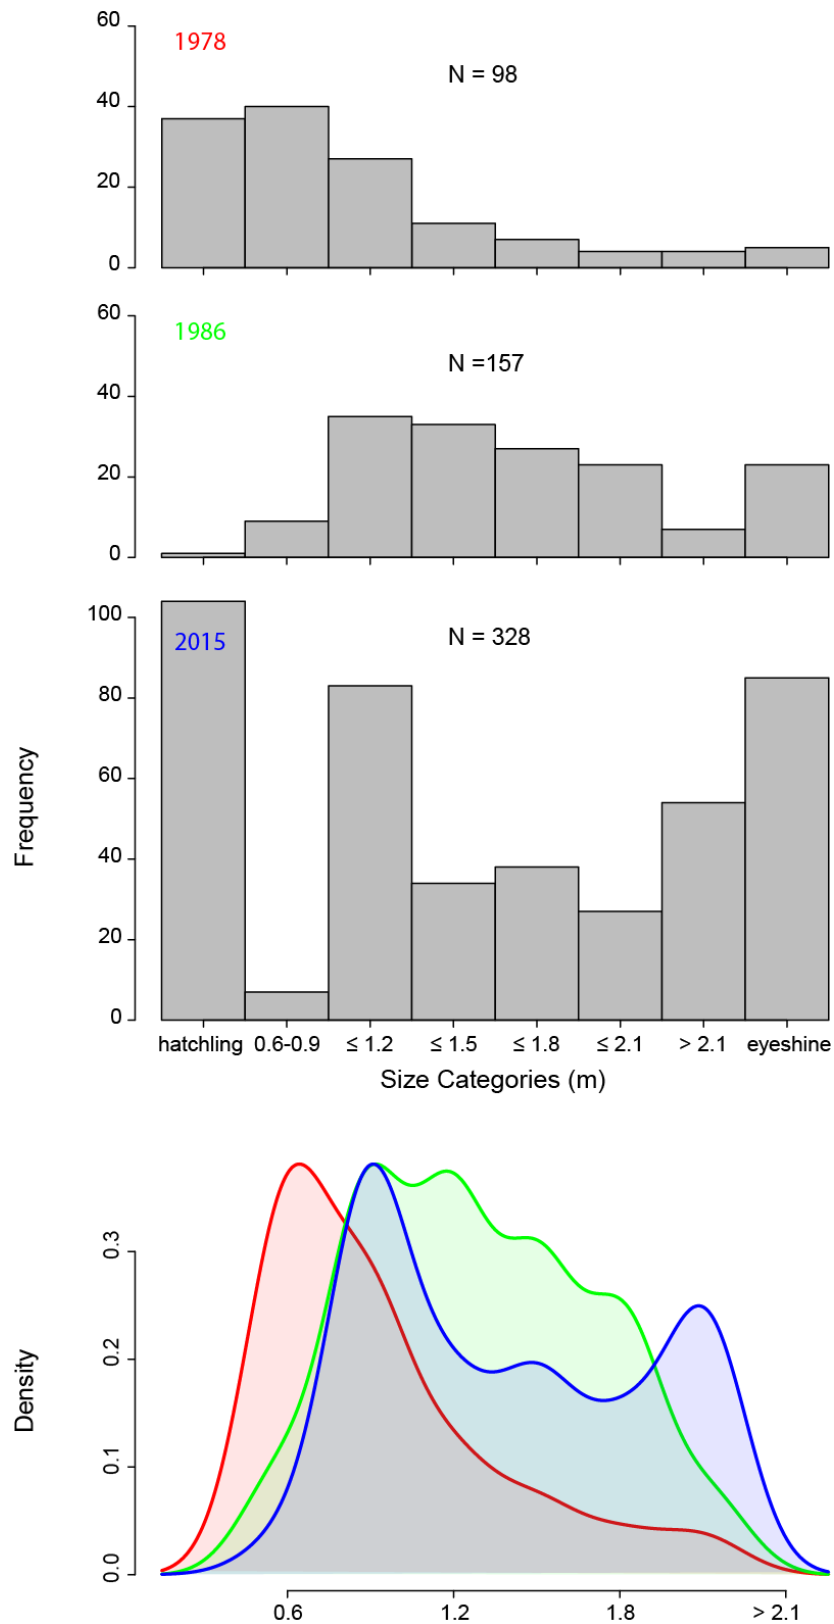 60
1978
N = 98
40
20
0
60
1986
N =157
40
20
0
100
2015
N = 328
80
60
Frequency
40
20
0
hatchling 0.6-0.9 ≤ 1.2 ≤ 1.5 ≤ 1.8 ≤ 2.1 > 2.1 eyeshine
Size Categories (m)
0.3
0.2
Density
0.1
0.0
0.6 1.2 1.8 > 2.1